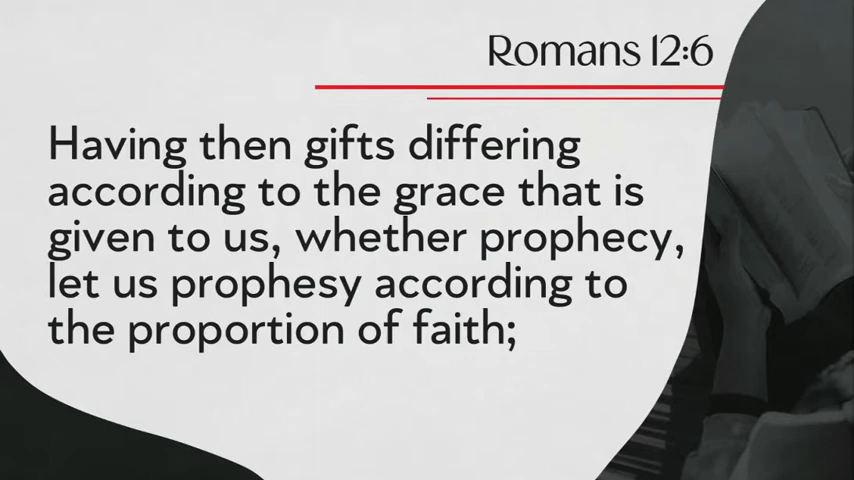 Romans 12:6
Having then gifts differing
according to the grace that is
given to us, whether prophecy,
let us prophesy according to
the proportion of faith;